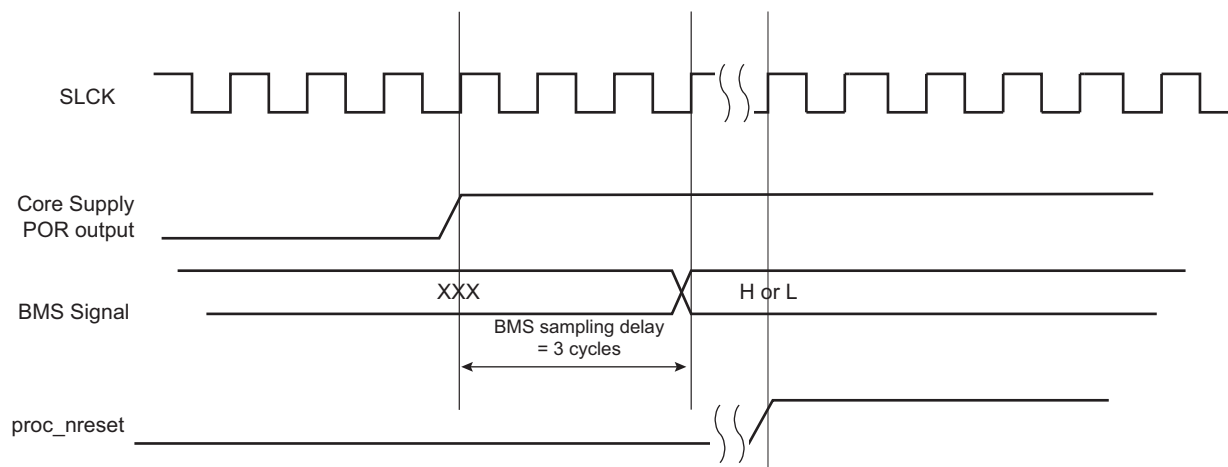 SLCK
Core Supply
POR output
XXX
H or L
BMS Signal
BMS sampling delay
= 3 cycles
proc_nreset